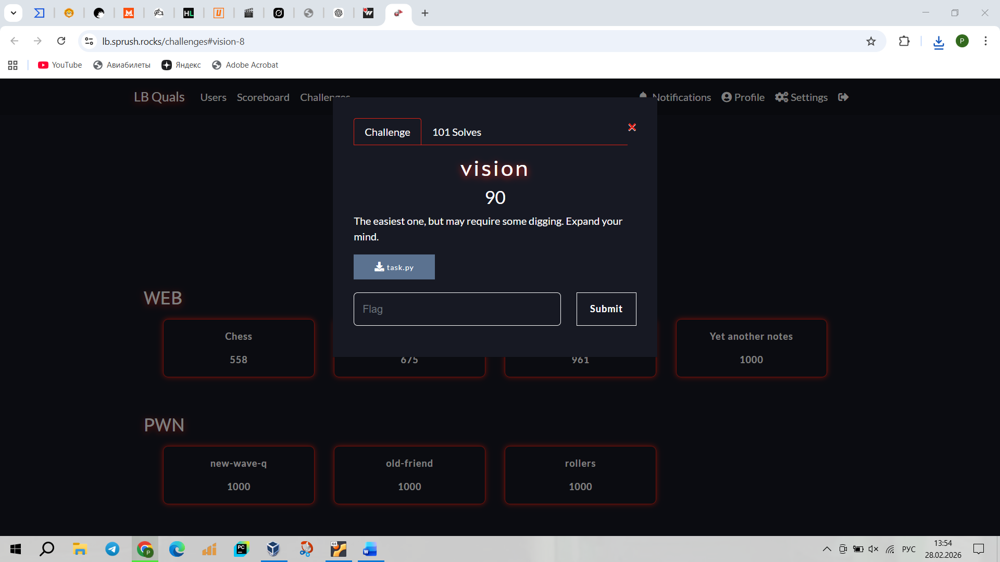 lb.sprush.rocks/challenges#vision-8
P
YouTube
Авиабилеты
Яндекс
Adobe Acrobat
LB Quals
Users
Scoreboard
Challenges
Notifications
Profile
Settings
Challenge
101 Solves
vision
90
The easiest one, but may require some digging. Expand your
mind.
task.py
Flag
Submit
WEB
Chess
558
675
961
Yet another notes
1000
PWN
new-wave-q
1000
old-friend
1000
rollers
1000
РУС
13:54
28.02.2026